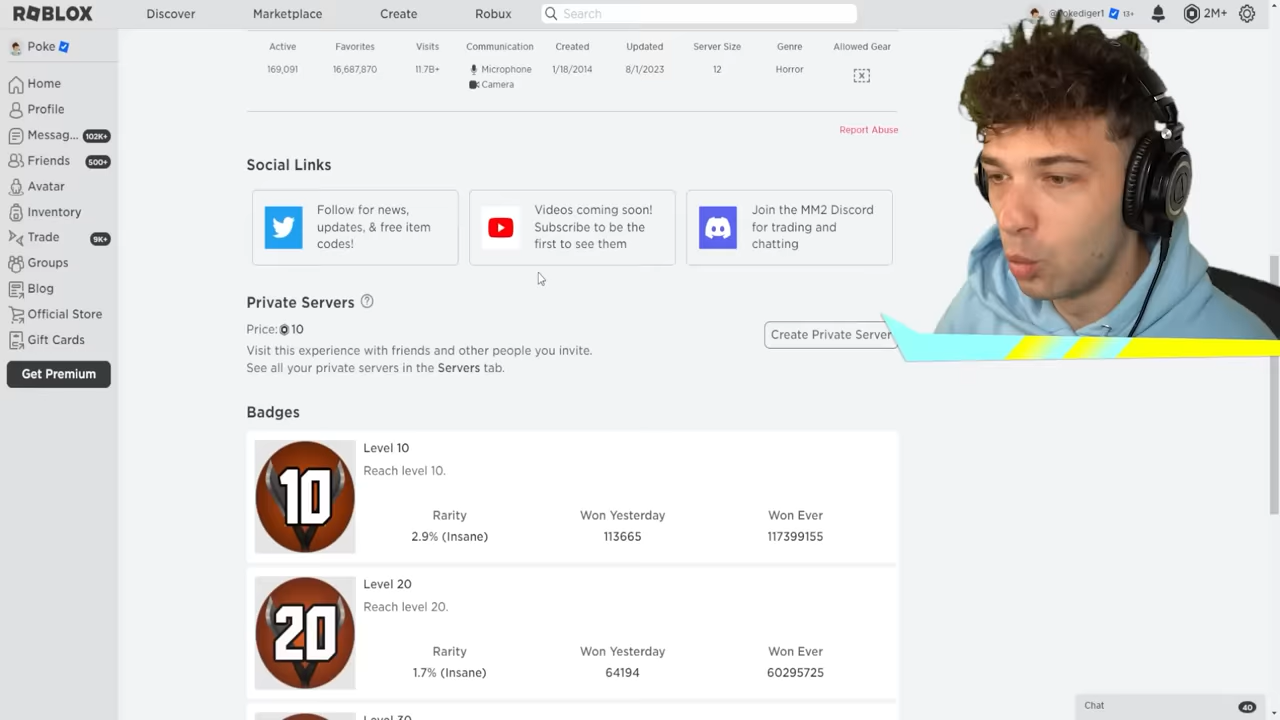 ROBLOX
Discover
Marketplace
Create
Robux
Search
13+
2M+
Poke
Home
Profile
Messag... 102K+
Friends 500+
Avatar
Inventory
Trade 9K+
Groups
Blog
Official Store
Gift Cards
Get Premium
Active Favorites Visits Communication Created Updated Server Size Genre Allowed Gear
169,091 16,687,870 11.7B+ Microphone 1/18/2014 8/1/2023 12 Horror
Camera
Report Abuse
Social Links
Follow for news,
updates, & free item
codes!
Videos coming soon!
Subscribe to be the
first to see them
Join the MM2 Discord
for trading and
chatting
Private Servers ?
Price: 10
Create Private Server
Visit this experience with friends and other people you invite.
See all your private servers in the Servers tab.
Badges
10
Level 10
Reach level 10.
Rarity Won Yesterday Won Ever
2.9% (Insane) 113665 117399155
20
Level 20
Reach level 20.
Rarity Won Yesterday Won Ever
1.7% (Insane) 64194 60295725
Chat 40